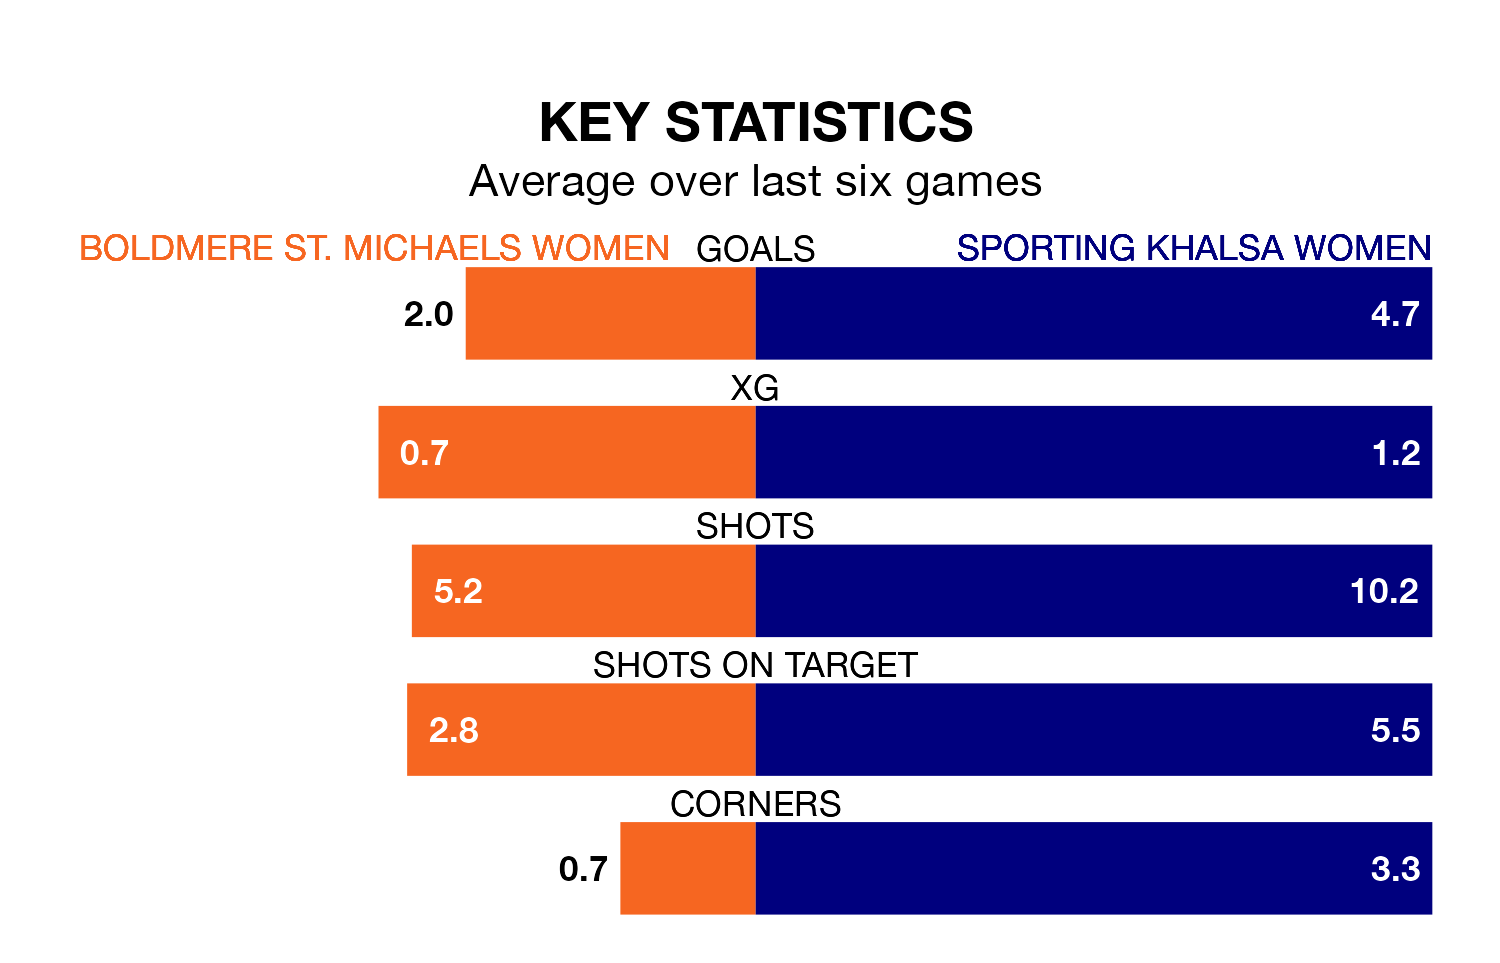 KEY STATISTICS
Average over last six games
BOLDMERE ST. MICHAELS WOMEN GOALS SPORTING KHALSA WOMEN
2.0 4.7
XG
0.7 1.2
SHOTS
5.2 10.2
SHOTS ON TARGET
2.8 5.5
CORNERS
0.7 3.3